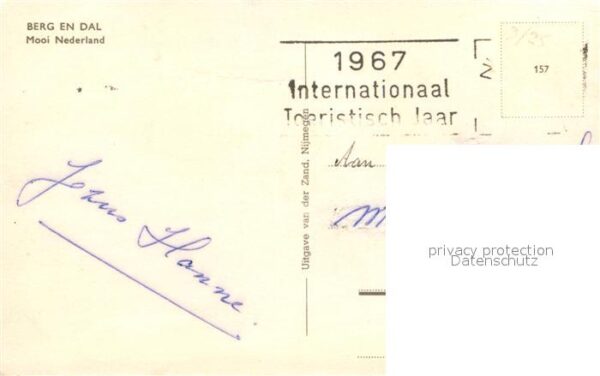 BERG EN DAL
Mooi Nederland
1967
Internationaal
Toeristisch Jaar
157
Uitgave van der Zand, Nijmegen
Aan
Hanne
privacy protection
Datenschutz